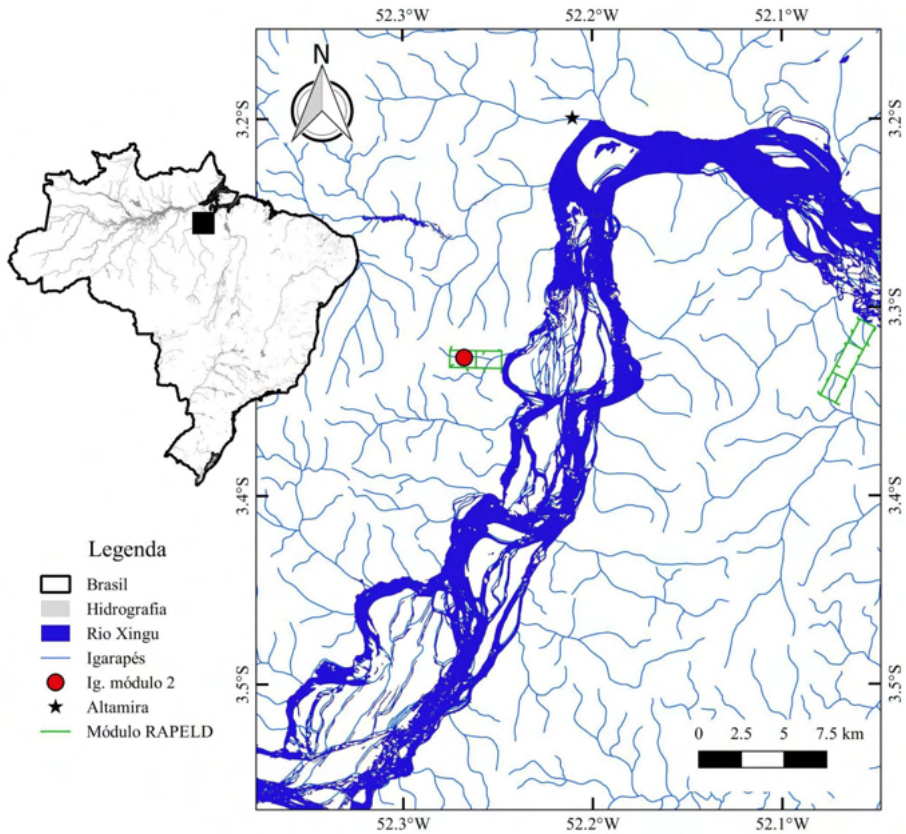 52.3°W 52.2°W 52.1°W
N
3.2°S 3.2°S
3.3°S
3.4°S 3.4°S
3.5°S 3.5°S
Legenda
Brasil
Hidrografia
Rio Xingu
Igarapés
Ig. módulo 2
Altamira
Módulo RAPELD
0 2.5 5 7.5 km
52.3°W 52.2°W 52.1°W
3.3°S